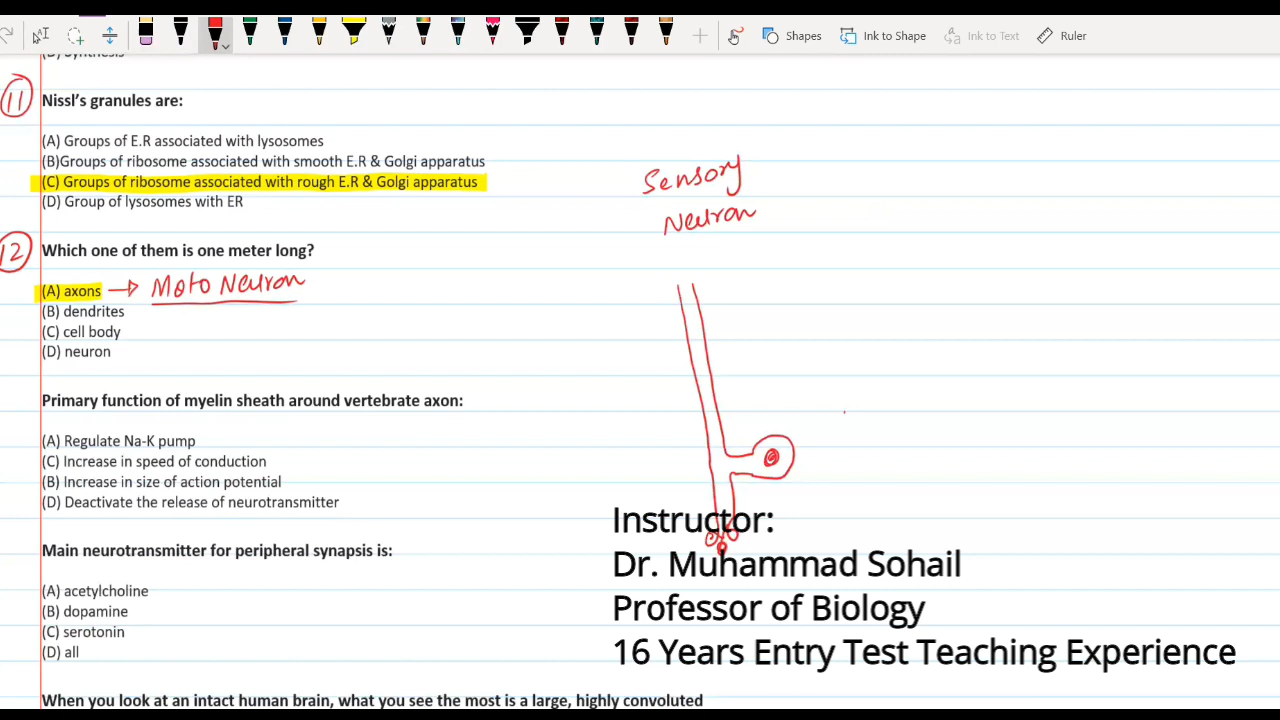 Shapes
Ink to Shape
Ink to Text
Ruler
(D) Synthesis
11
Nissl's granules are:
(A) Groups of E.R associated with lysosomes
(B)Groups of ribosome associated with smooth E.R & Golgi apparatus
(C) Groups of ribosome associated with rough E.R & Golgi apparatus
(D) Group of lysosomes with ER
Sensory
Neuron
12
Which one of them is one meter long?
(A) axons → Moto Neuron
(B) dendrites
(C) cell body
(D) neuron
Primary function of myelin sheath around vertebrate axon:
(A) Regulate Na-K pump
(C) Increase in speed of conduction
(B) Increase in size of action potential
(D) Deactivate the release of neurotransmitter
Main neurotransmitter for peripheral synapsis is:
(A) acetylcholine
(B) dopamine
(C) serotonin
(D) all
When you look at an intact human brain, what you see the most is a large, highly convoluted
Instructor:
Dr. Muhammad Sohail
Professor of Biology
16 Years Entry Test Teaching Experience